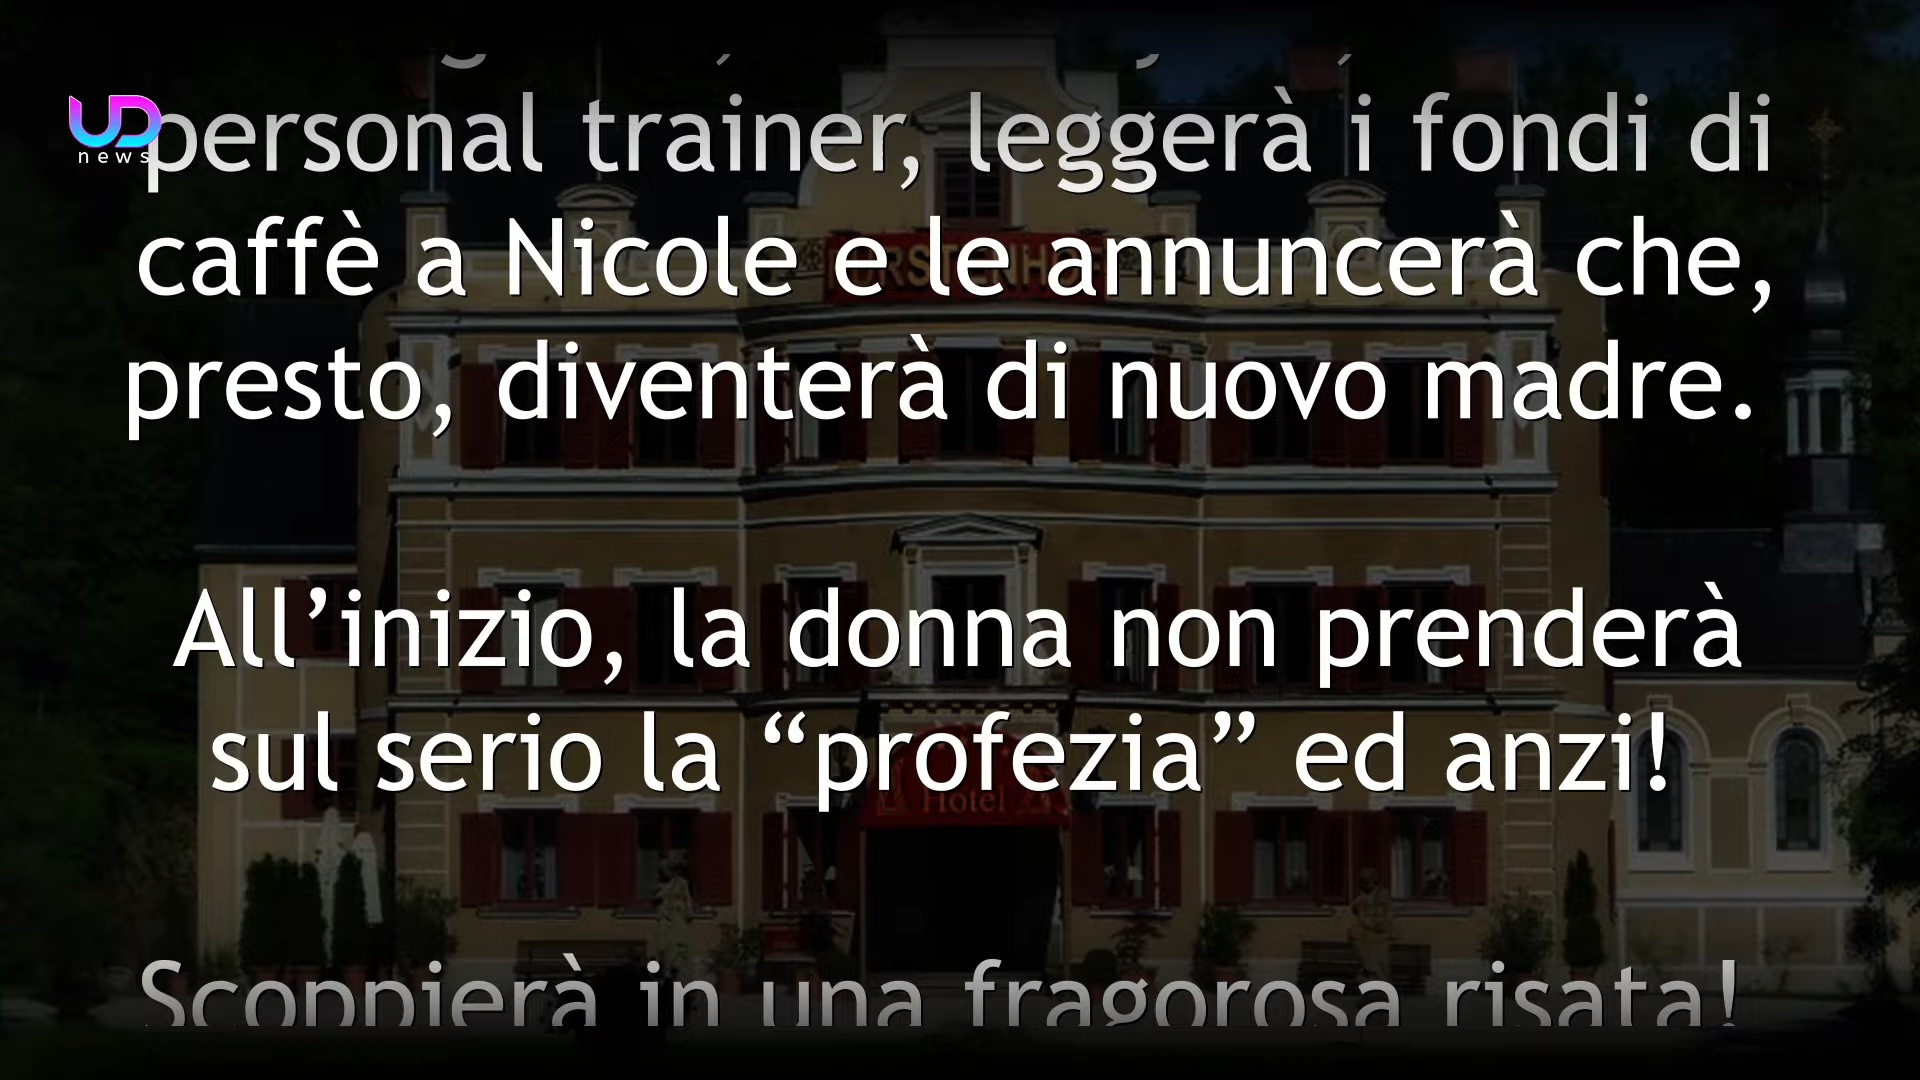 UD
news
personal trainer, leggerà i fondi di
caffè a Nicole e le annuncerà che,
presto, diventerà di nuovo madre.
All’inizio, la donna non prenderà
sul serio la “profezia” ed anzi!
Hotel
Scoppierà in una fragorosa risata!